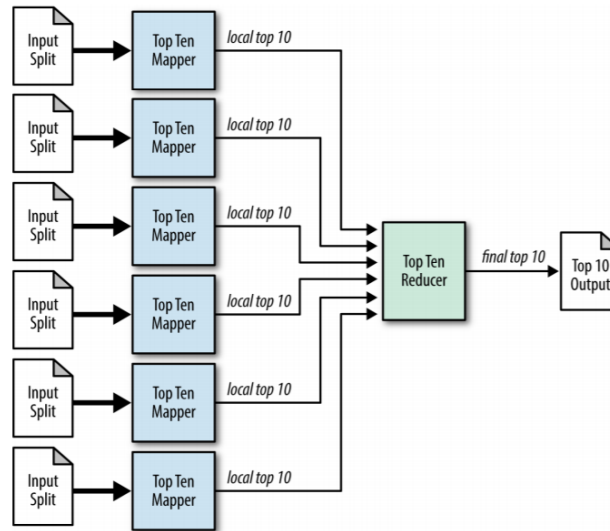 Input
Split
Top Ten
Mapper
local top 10
Input
Split
Top Ten
Mapper
local top 10
Input
Split
Top Ten
Mapper
local top 10
Top Ten
Reducer
final top 10
Top 10
Output
Input
Split
Top Ten
Mapper
local top 10
Input
Split
Top Ten
Mapper
local top 10
Input
Split
Top Ten
Mapper
local top 10